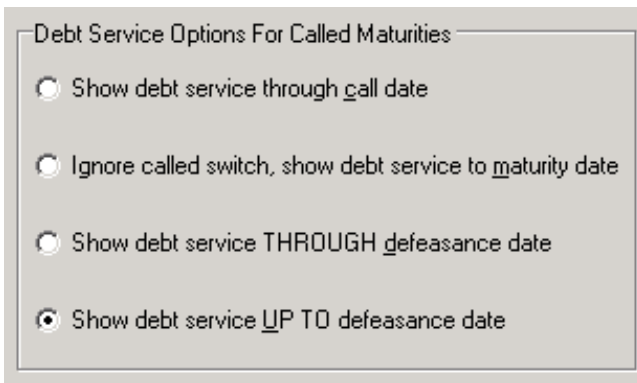 Debt Service Options For Called Maturities
Show debt service through call date
Ignore called switch, show debt service to maturity date
Show debt service THROUGH defeasance date
Show debt service UP TO defeasance date